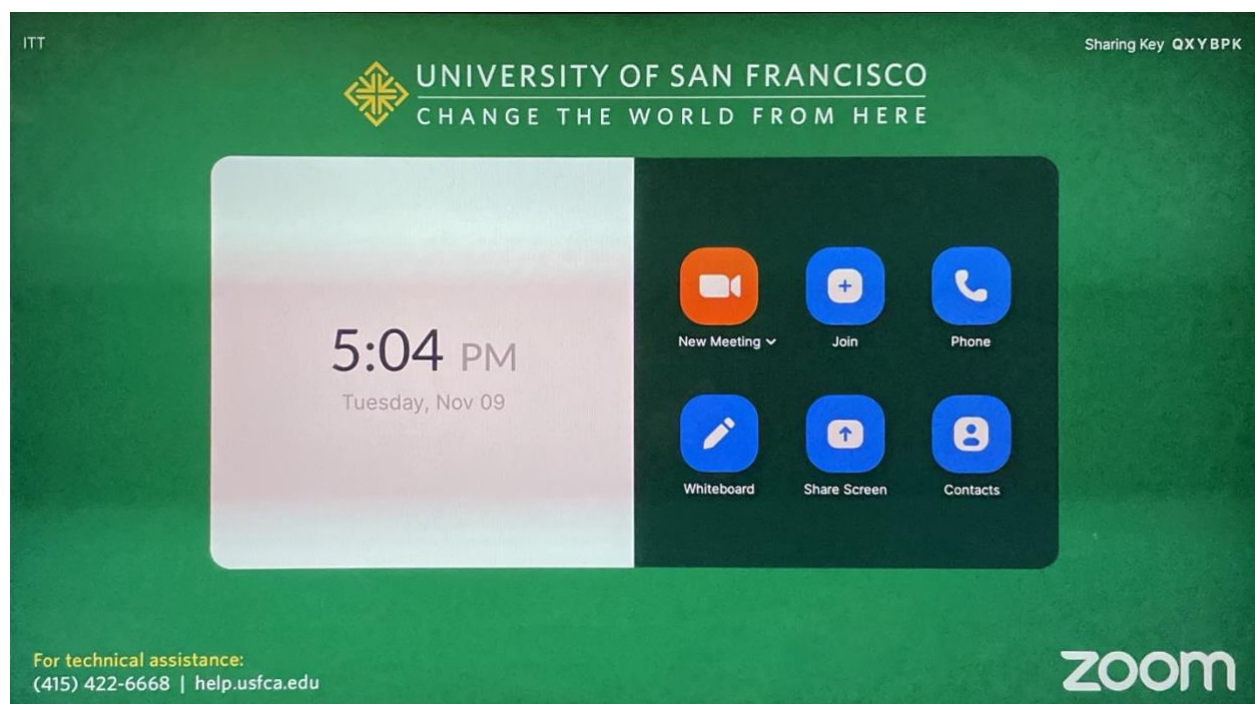 ITT
Sharing Key QXYBPK
UNIVERSITY OF SAN FRANCISCO
CHANGE THE WORLD FROM HERE
5:04 PM
Tuesday, Nov 09
New Meeting
Join
Phone
Whiteboard
Share Screen
Contacts
For technical assistance:
(415) 422-6668 | help.usfca.edu
zoom